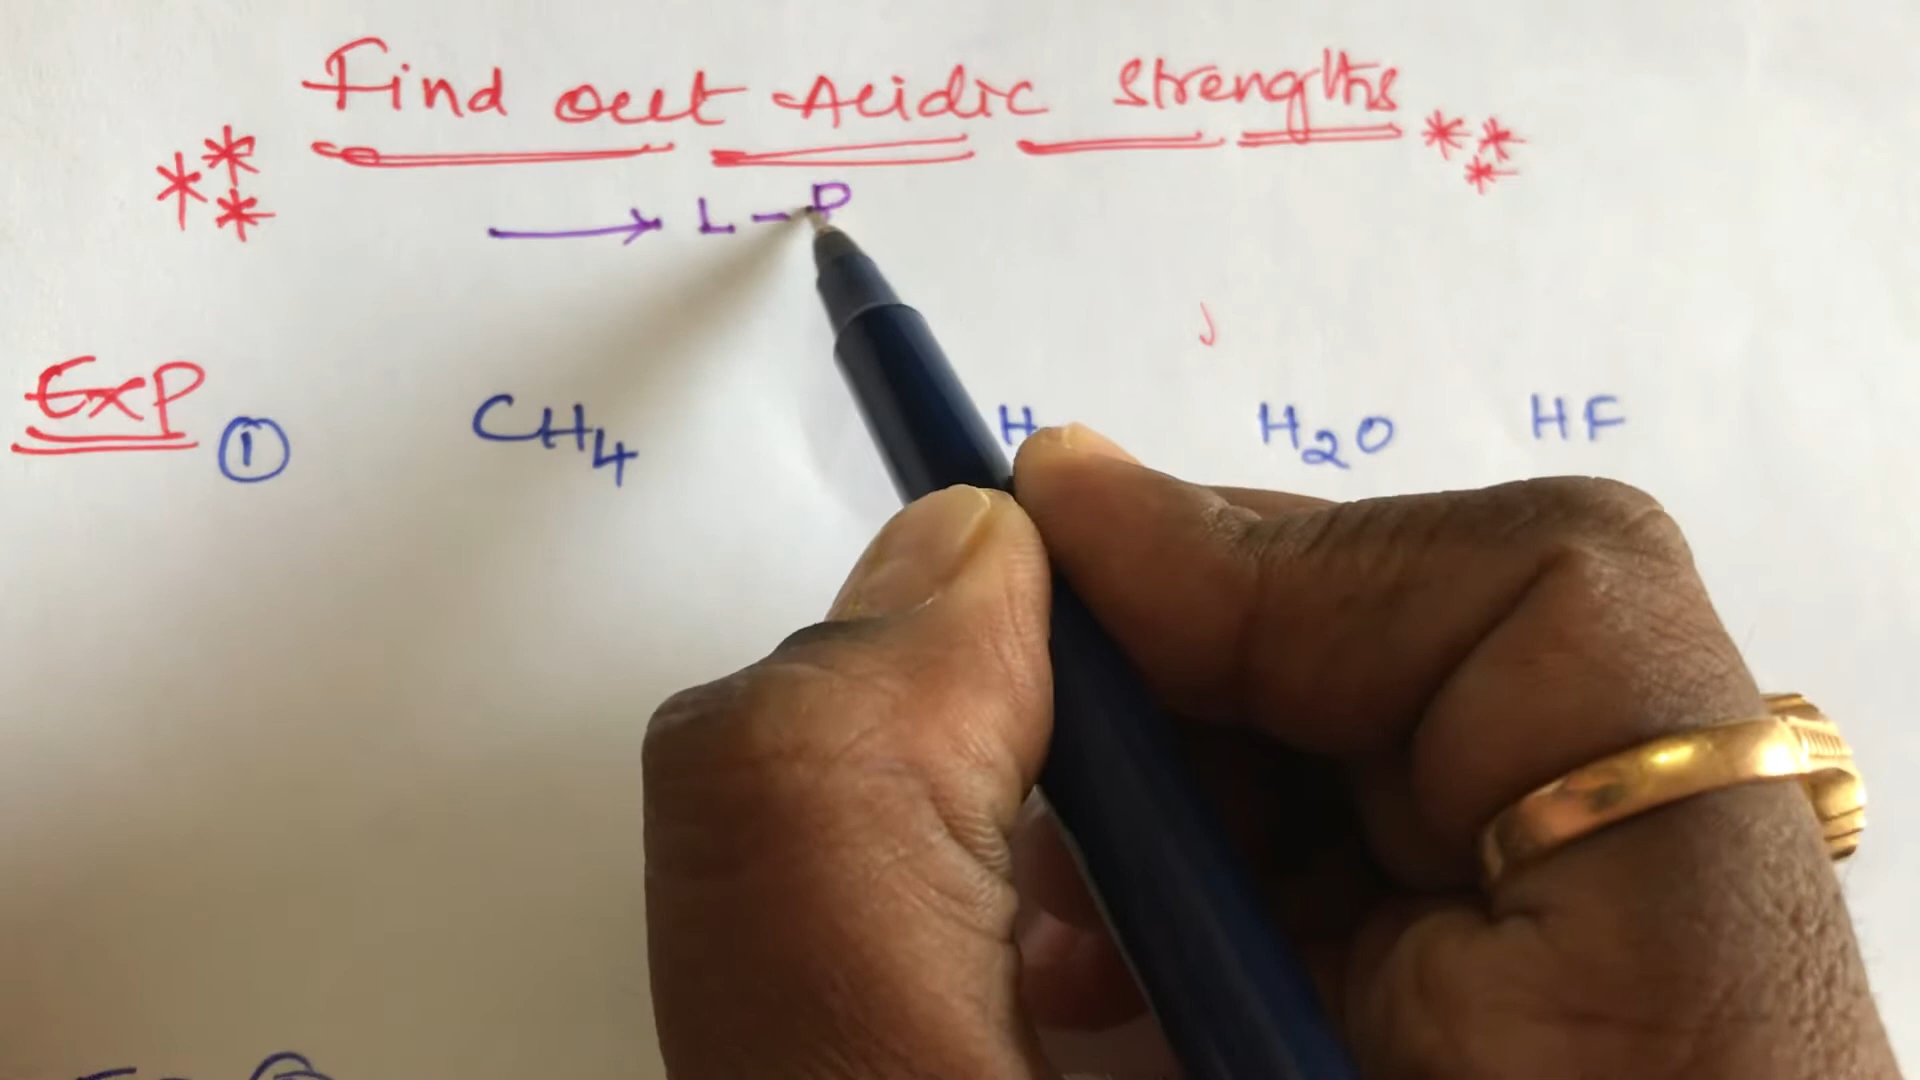 Find out Acidic strengths
L - P
Exp ① CH4 H H2O HF